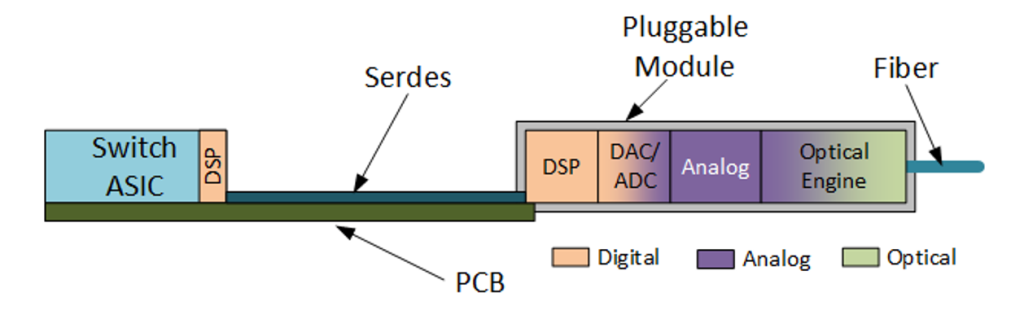 Pluggable
Module
Serdes
Fiber
Switch
ASIC
DSP
DSP
DAC/
ADC
Analog
Optical
Engine
PCB
Digital
Analog
Optical